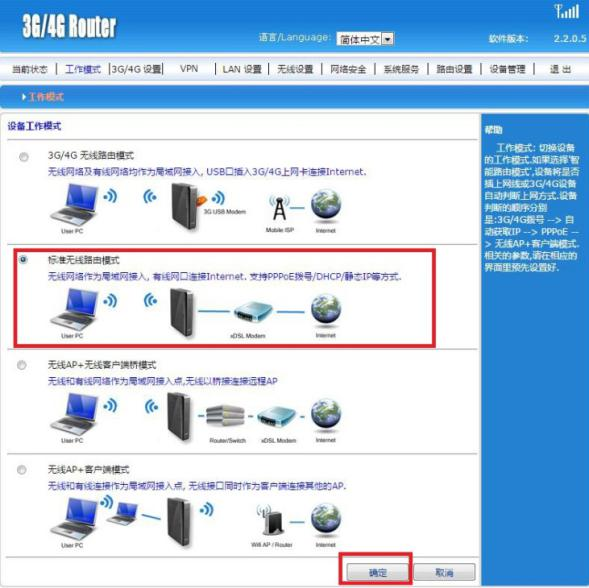 3G/4G Router
语言/Language: 简体中文
软件版本: 2.2.0.5
当前状态 工作模式 3G/4G 设置 VPN LAN 设置 无线设置 网络安全 系统服务 路由设置 设备管理 退 出
工作模式
设备工作模式
3G/4G 无线路由模式
无线网络及有线网络均作为局域网接入, USB口插入3G/4G上网卡连接Internet.
User PC 3G USB Modem Mobile ISP Internet
标准无线路由模式
无线网络作为局域网接入, 有线网口连接Internet. 支持PPPoE拨号/DHCP/静态IP等方式.
User PC xDSL Modem Internet
无线AP+无线客户端桥模式
无线和有线网络作为局域网接入点,无线以桥接连接远程AP
User PC Router/Switch xDSL Modem Internet
无线AP+客户端模式
无线和有线连接作为局域网接入点, 无线接口同时作为客户端连接其他的AP.
User PC Wifi AP / Router Internet
确定 取消
帮助
工作模式: 切换设备
的工作模式.如果选择'智
能路由模式',设备将是否
插上网线或3G/4G设备
自动判断上网方式.设备
判断的顺序分别
是:3G/4G拨号 --> 自
动获取IP --> PPPoE --
> 无线AP+客户端模式.
相关的参数,请在相应的
界面里预先设置好.